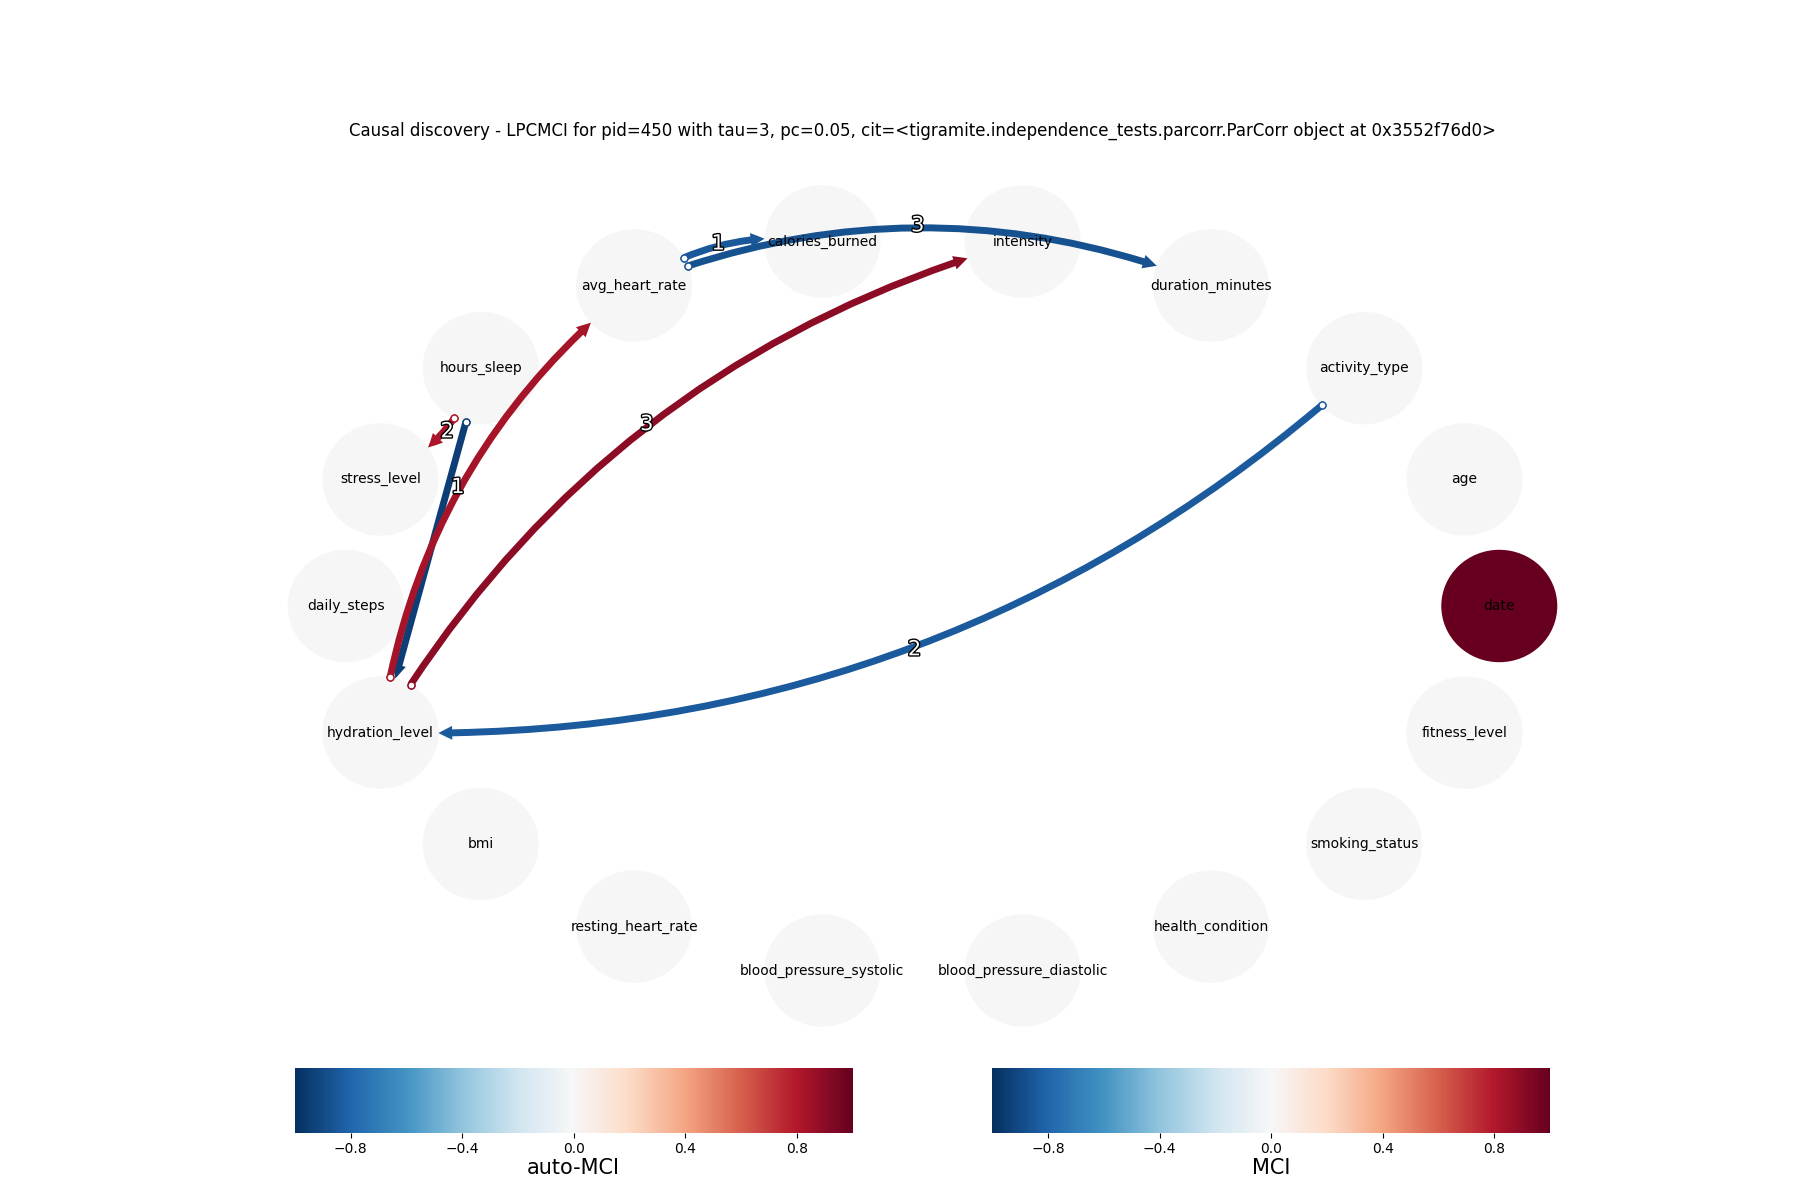 Causal discovery - LPCMCI for pid=450 with tau=3, pc=0.05, cit=<tigramite.independence_tests.parcorr.ParCorr object at 0x3552f76d0>
3
1
calories_burned
intensity
avg_heart_rate
duration_minutes
hours_sleep
activity_type
3
2
stress_level
1
age
daily_steps
date
2
hydration_level
fitness_level
bmi
smoking_status
resting_heart_rate
health_condition
blood_pressure_systolic
blood_pressure_diastolic
−0.8 −0.4 0.0 0.4 0.8
auto-MCI
−0.8 −0.4 0.0 0.4 0.8
MCI